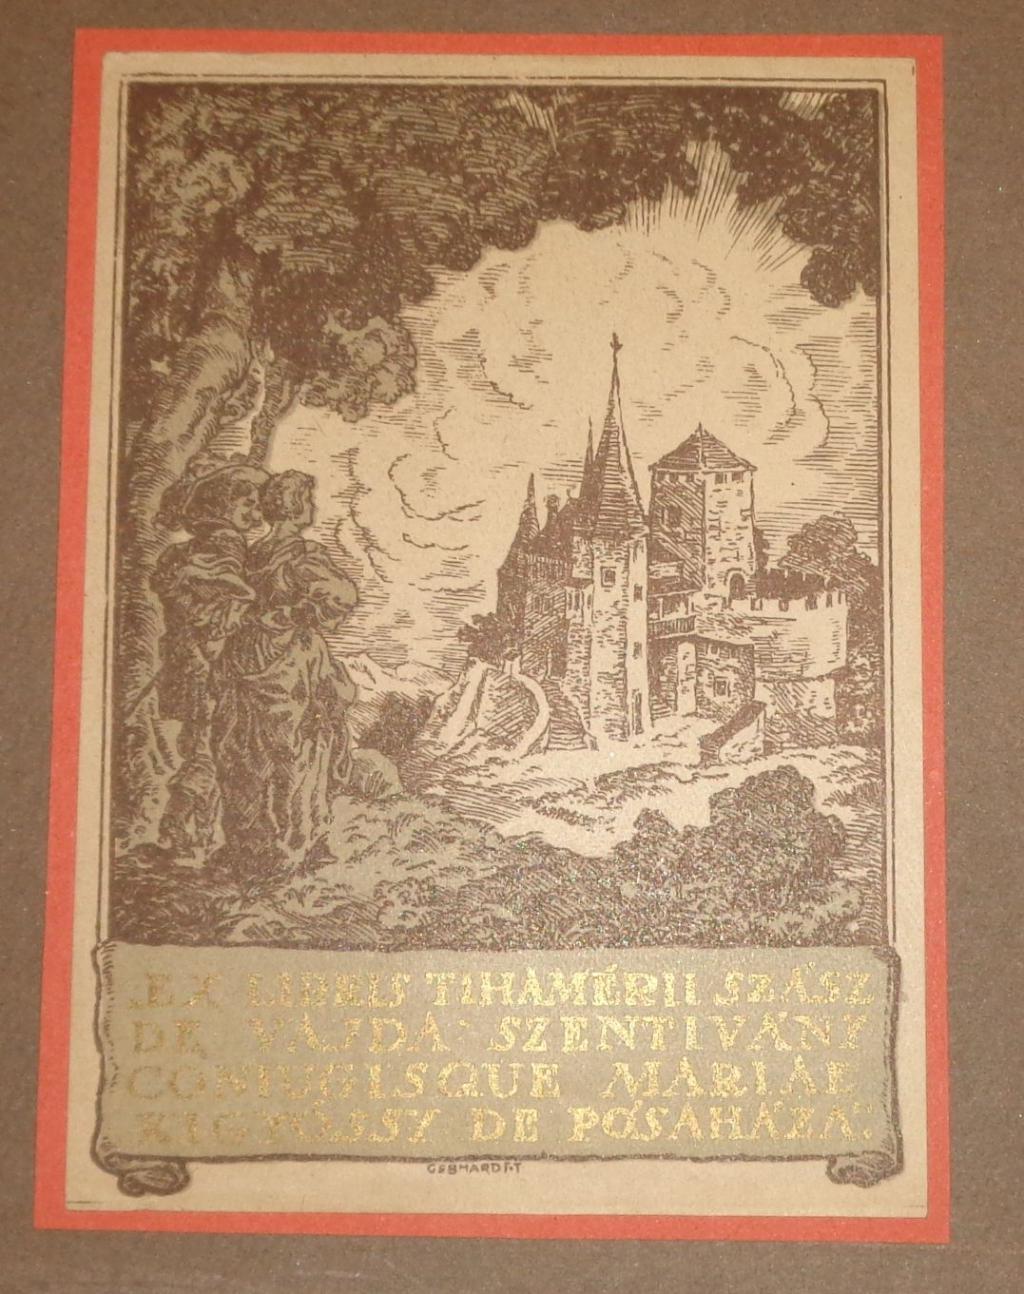 EX LIBRIS TIHAMÉRII SZÁSZ
DE VAJDA-SZENTIVÁNY
CONIUGISQUE MARIAE
KIGYÓSSY DE PÓSAHÁZA.
GEBHARDT·T